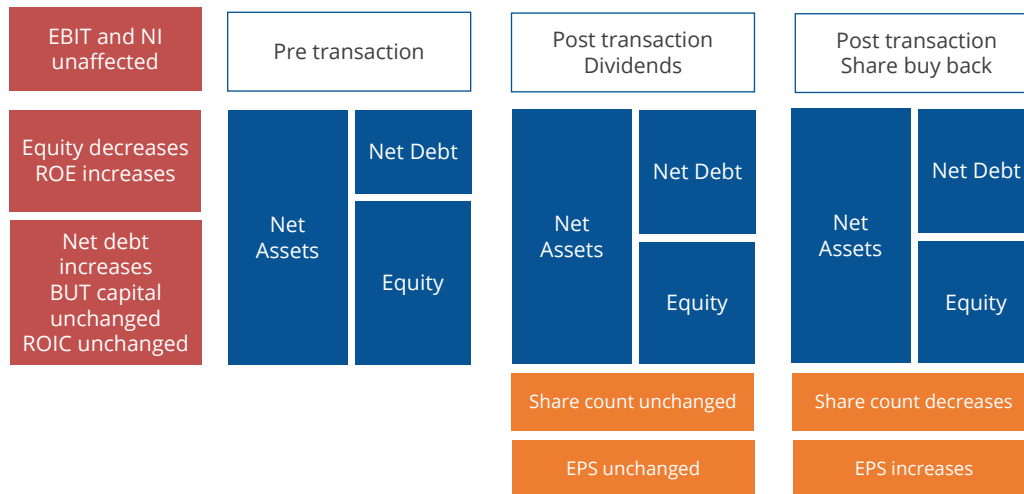 EBIT and NI
unaffected
Pre transaction
Post transaction
Dividends
Post transaction
Share buy back
Equity decreases
ROE increases
Net debt
increases
BUT capital
unchanged
ROIC unchanged
Net
Assets
Net Debt
Equity
Net
Assets
Net Debt
Equity
Net
Assets
Net Debt
Equity
Share count unchanged
Share count decreases
EPS unchanged
EPS increases